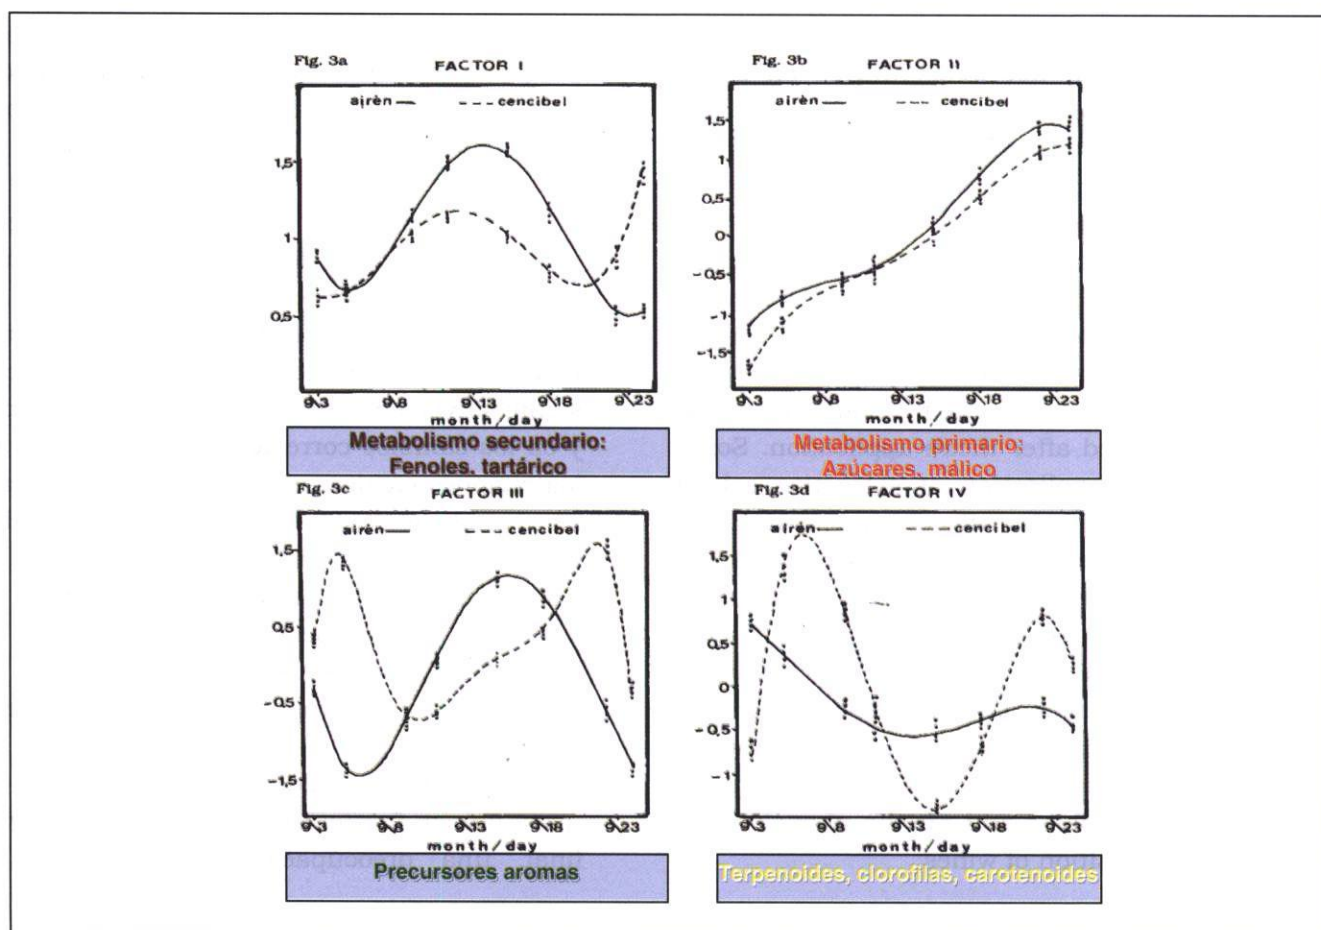 Fig. 3a FACTOR I
airèn cencibel
1,5
1
0,5
9\3 9\8 9\13 9\18 9\23
month/day
Metabolismo secundario:
Fenoles. tartárico
Fig. 3b FACTOR II
airèn cencibel
1,5
1
0,5
0
-0,5
-1
-1,5
9\3 9\8 9\13 9\18 9\23
month/day
Metabolismo primario:
Azúcares. málico
Fig. 3c FACTOR III
airèn cencibel
1,5
0,5
-0,5
-1,5
9\3 9\8 9\13 9\18 9\23
month/day
Precursores aromas
Fig. 3d FACTOR IV
airèn cencibel
1,5
1
0,5
0
-0,5
-1
9\3 9\8 9\13 9\18 9\23
month/day
Terpenoides, clorofilas, carotenoides